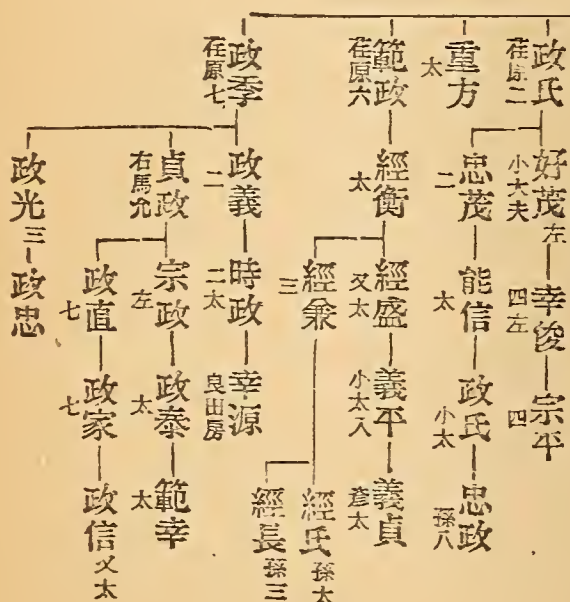 政氏 荏原二
好茂 小大夫 左
幸俊 四左
宗平 四
忠茂 二
能信 太
政氏 小太
忠政 孫八
重方 太
範政 荏原六
經衡 太
經盛 又太
義平 小太入
義貞 彥太
經兼 三
經氏 孫太
經長 孫三
政季 荏原七
政義 二
時政 二太
幸源 良田房
貞政 右馬允
宗政 左
政泰 太
範幸 太
政直 七
政家 七
政信 又太
政光 三
政忠